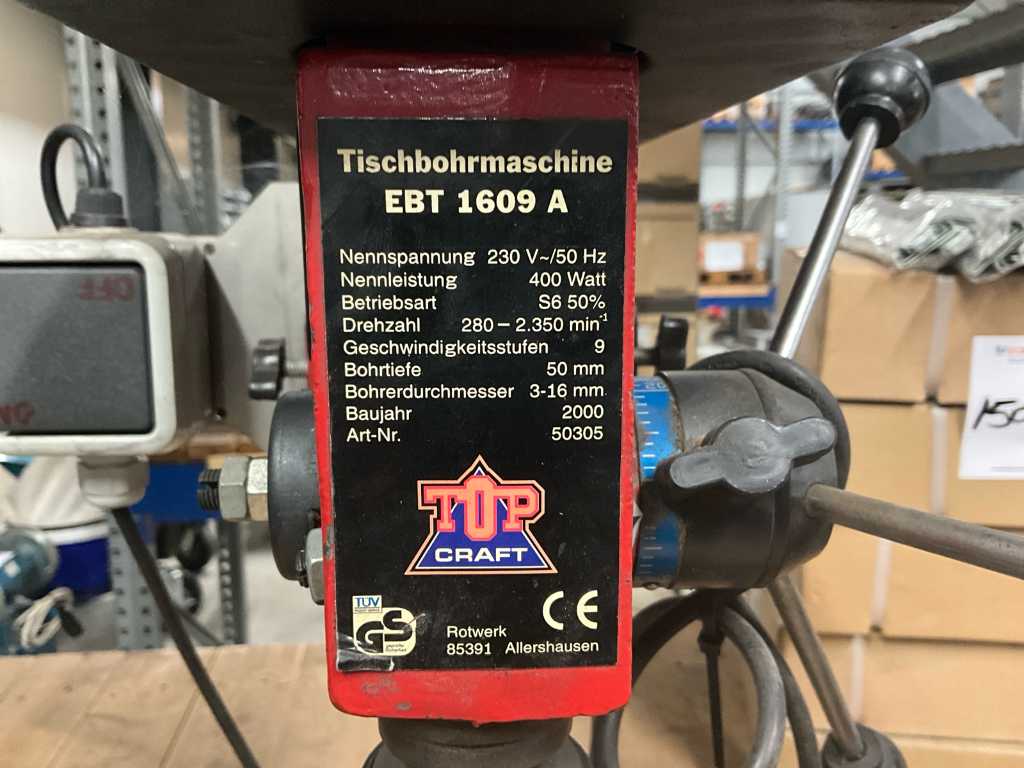 Tischbohrmaschine
EBT 1609 A
Nennspannung 230 V~/50 Hz
Nennleistung 400 Watt
Betriebsart S6 50%
Drehzahl 280 – 2.350 min⁻¹
Geschwindigkeitsstufen 9
Bohrtiefe 50 mm
Bohrerdurchmesser 3-16 mm
Baujahr 2000
Art-Nr. 50305
TOP
CRAFT
TÜV
GS
CE
Rotwerk
85391 Allershausen
OFF